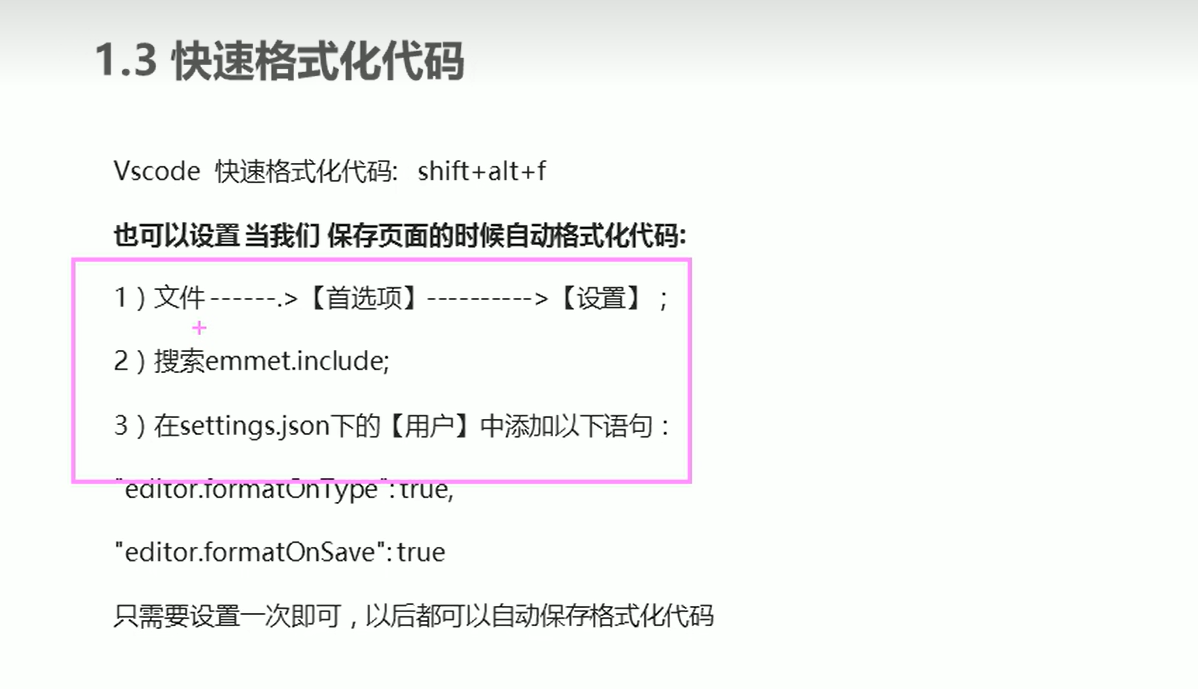 1.3 快速格式化代码
Vscode 快速格式化代码: shift+alt+f
也可以设置 当我们 保存页面的时候自动格式化代码:
1）文件 ------.>【首选项】---------->【设置】；
2）搜索emmet.include;
3）在settings.json下的【用户】中添加以下语句：
"editor.formatOnType": true,
"editor.formatOnSave": true
只需要设置一次即可，以后都可以自动保存格式化代码